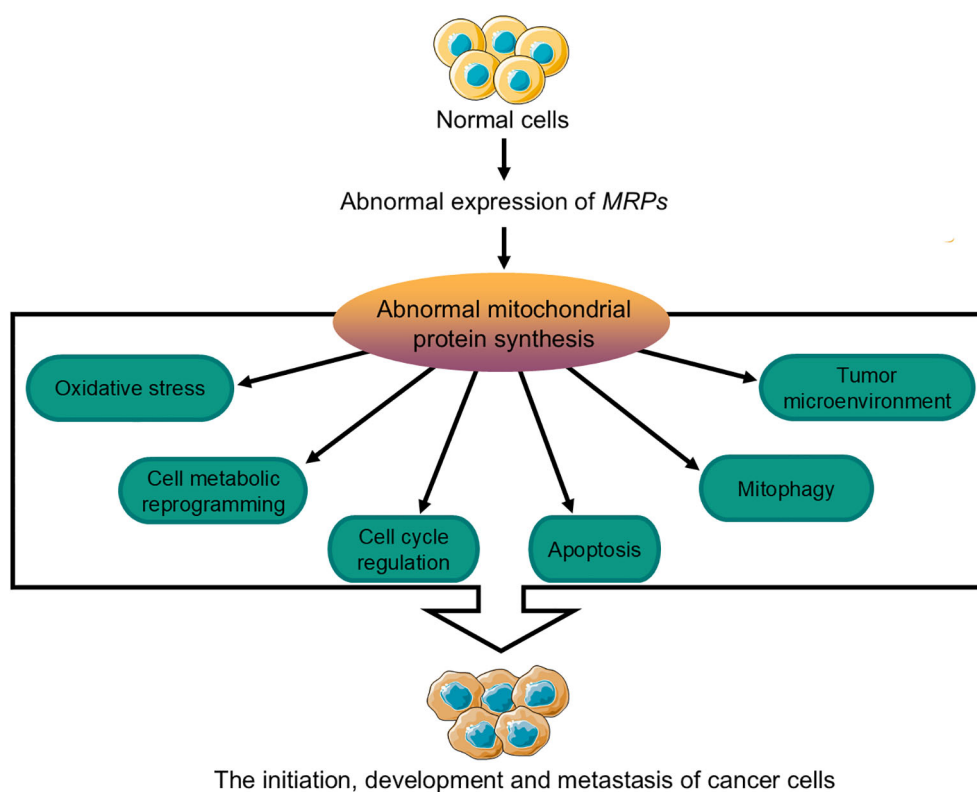 Normal cells
Abnormal expression of MRPs
Abnormal mitochondrial
protein synthesis
Oxidative stress
Tumor
microenvironment
Cell metabolic
reprogramming
Mitophagy
Cell cycle
regulation
Apoptosis
The initiation, development and metastasis of cancer cells